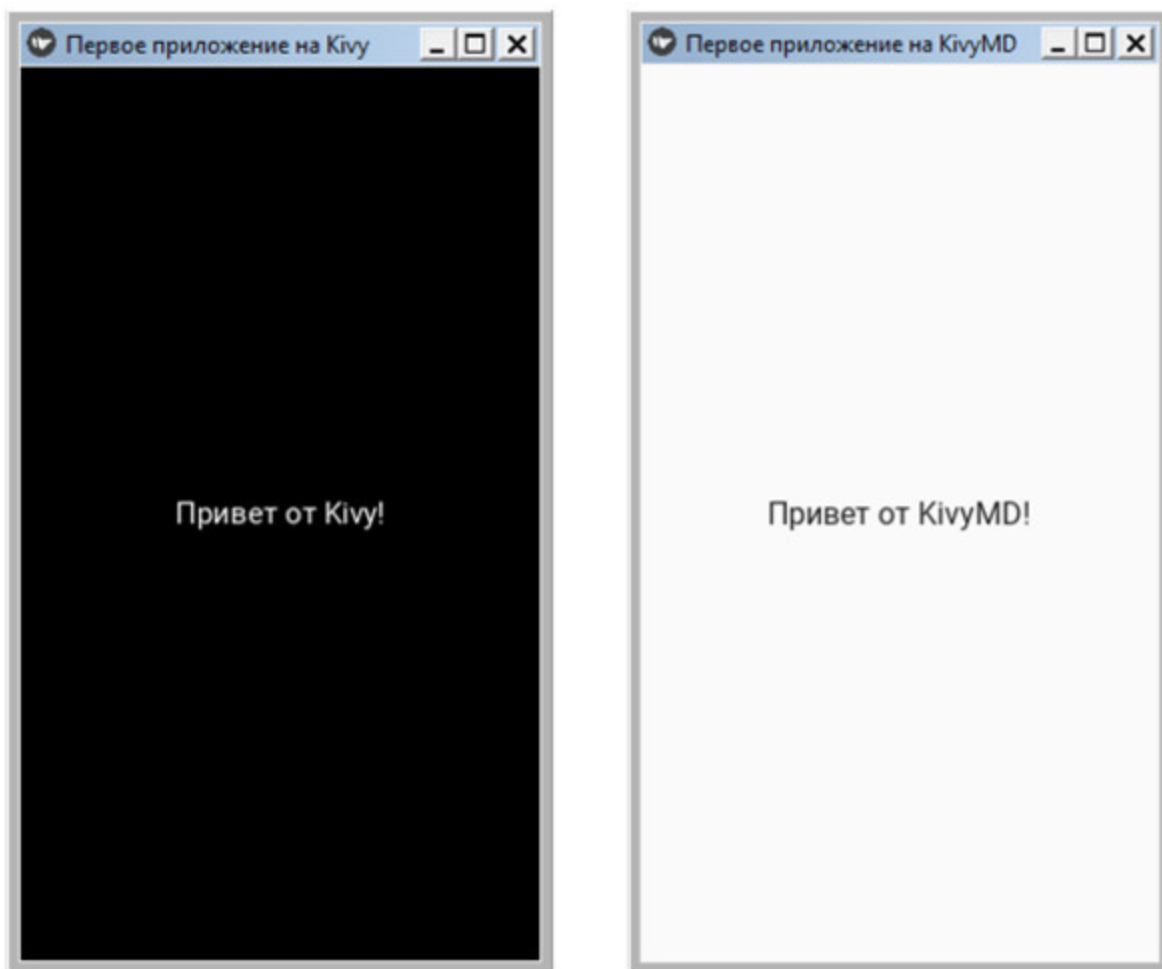 Первое приложение на Kivy
Привет от Kivy!
Первое приложение на KivyMD
Привет от KivyMD!